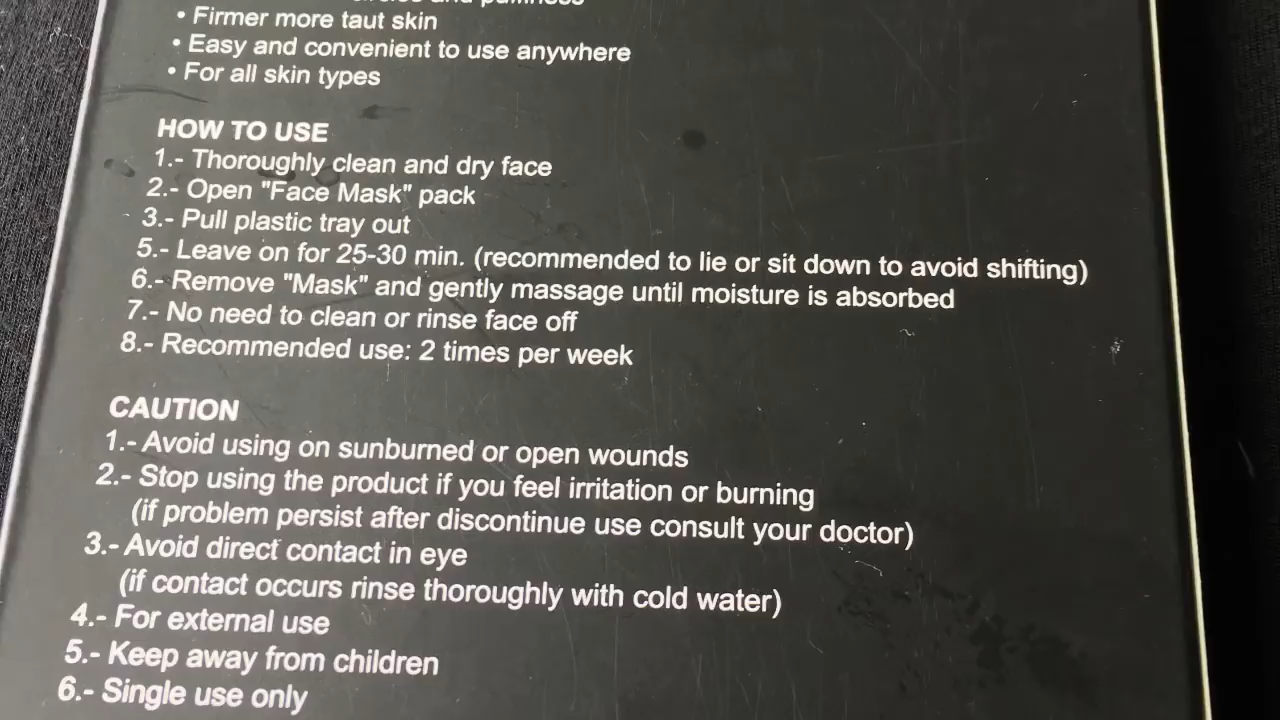 • Firmer more taut skin
• Easy and convenient to use anywhere
• For all skin types
HOW TO USE
1.- Thoroughly clean and dry face
2.- Open "Face Mask" pack
3.- Pull plastic tray out
5.- Leave on for 25-30 min. (recommended to lie or sit down to avoid shifting)
6.- Remove "Mask" and gently massage until moisture is absorbed
7.- No need to clean or rinse face off
8.- Recommended use: 2 times per week
CAUTION
1.- Avoid using on sunburned or open wounds
2.- Stop using the product if you feel irritation or burning
(if problem persist after discontinue use consult your doctor)
3.- Avoid direct contact in eye
(if contact occurs rinse thoroughly with cold water)
4.- For external use
5.- Keep away from children
6.- Single use only